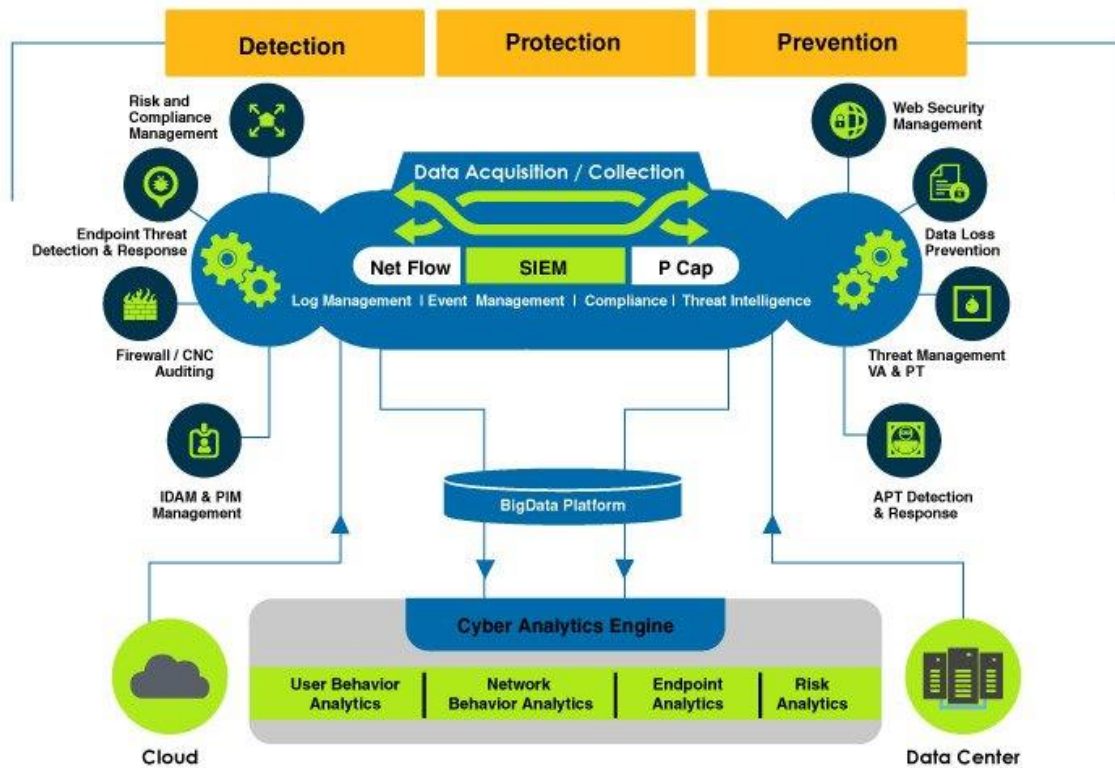 Detection
Protection
Prevention
Risk and
Compliance
Management
Web Security
Management
Data Acquisition / Collection
Endpoint Threat
Detection & Response
Data Loss
Prevention
Net Flow
SIEM
P Cap
Log Management | Event Management | Compliance | Threat Intelligence
Firewall / CNC
Auditing
Threat Management
VA & PT
IDAM & PIM
Management
APT Detection
& Response
BigData Platform
Cyber Analytics Engine
User Behavior
Analytics
Network
Behavior Analytics
Endpoint
Analytics
Risk
Analytics
Cloud
Data Center